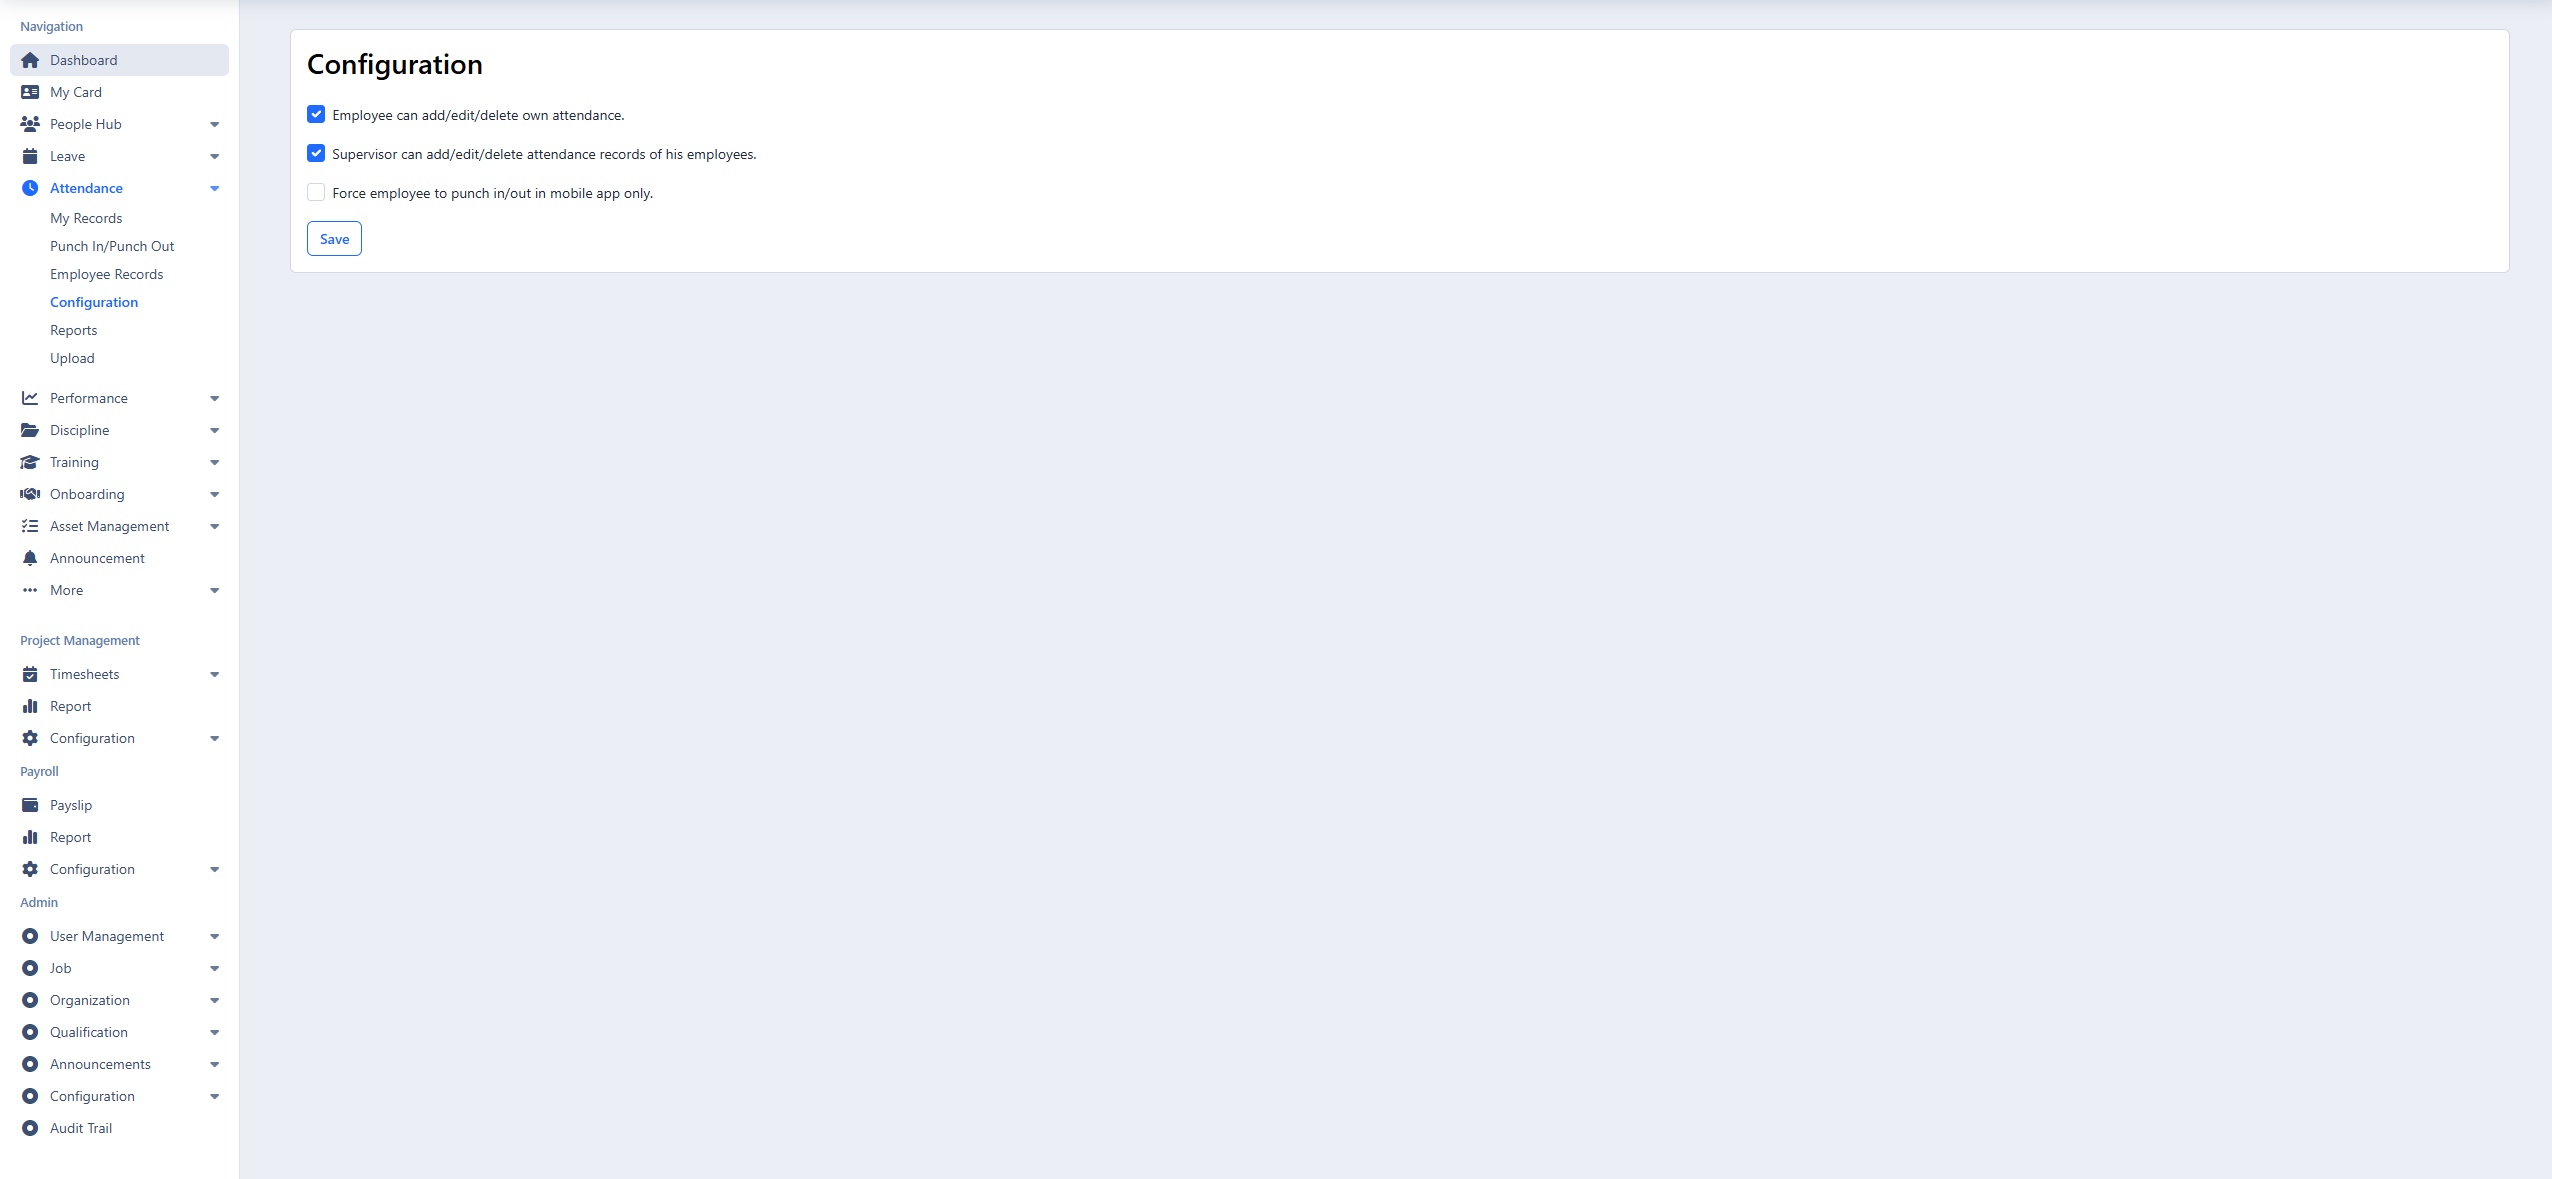 Navigation
Dashboard
My Card
People Hub
Leave
Attendance
My Records
Punch In/Punch Out
Employee Records
Configuration
Reports
Upload
Performance
Discipline
Training
Onboarding
Asset Management
Announcement
More
Project Management
Timesheets
Report
Configuration
Payroll
Payslip
Report
Configuration
Admin
User Management
Job
Organization
Qualification
Announcements
Configuration
Audit Trail
Configuration
Employee can add/edit/delete own attendance.
Supervisor can add/edit/delete attendance records of his employees.
Force employee to punch in/out in mobile app only.
Save